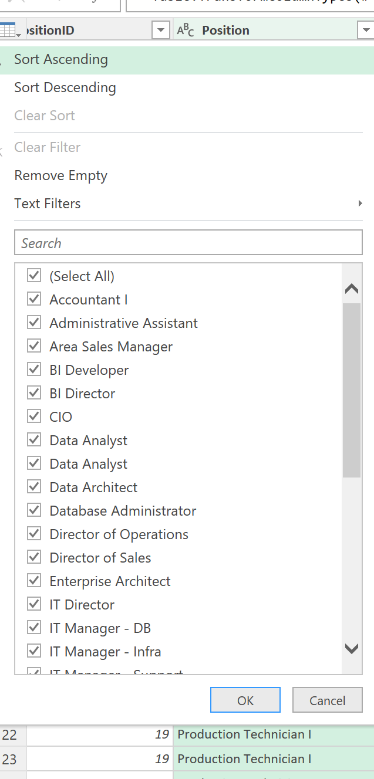 sitionID ABC Position
Sort Ascending
Sort Descending
Clear Sort
Clear Filter
Remove Empty
Text Filters
Search
(Select All)
Accountant I
Administrative Assistant
Area Sales Manager
BI Developer
BI Director
CIO
Data Analyst
Data Analyst
Data Architect
Database Administrator
Director of Operations
Director of Sales
Enterprise Architect
IT Director
IT Manager - DB
IT Manager - Infra
IT Manager - Support
OK Cancel
22 19 Production Technician I
23 19 Production Technician I